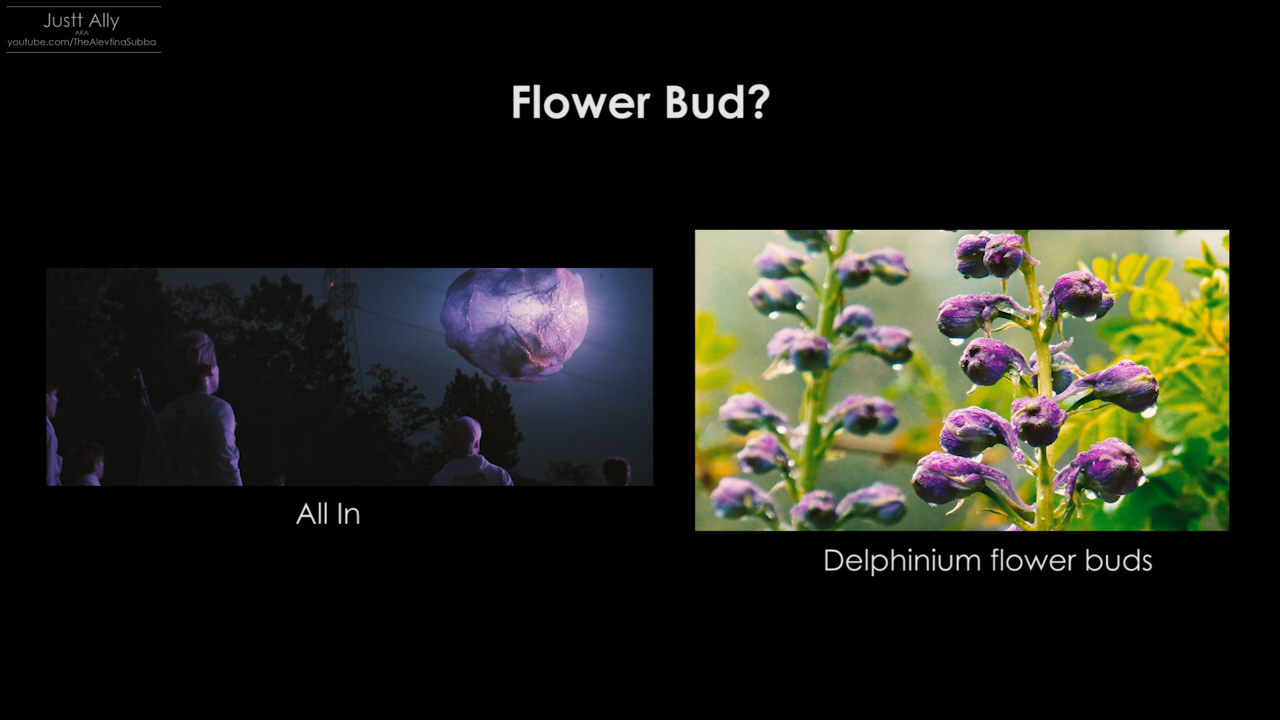 Justt Ally
AKA
youtube.com/TheAlevtinaSubba
Flower Bud?
All In
Delphinium flower buds